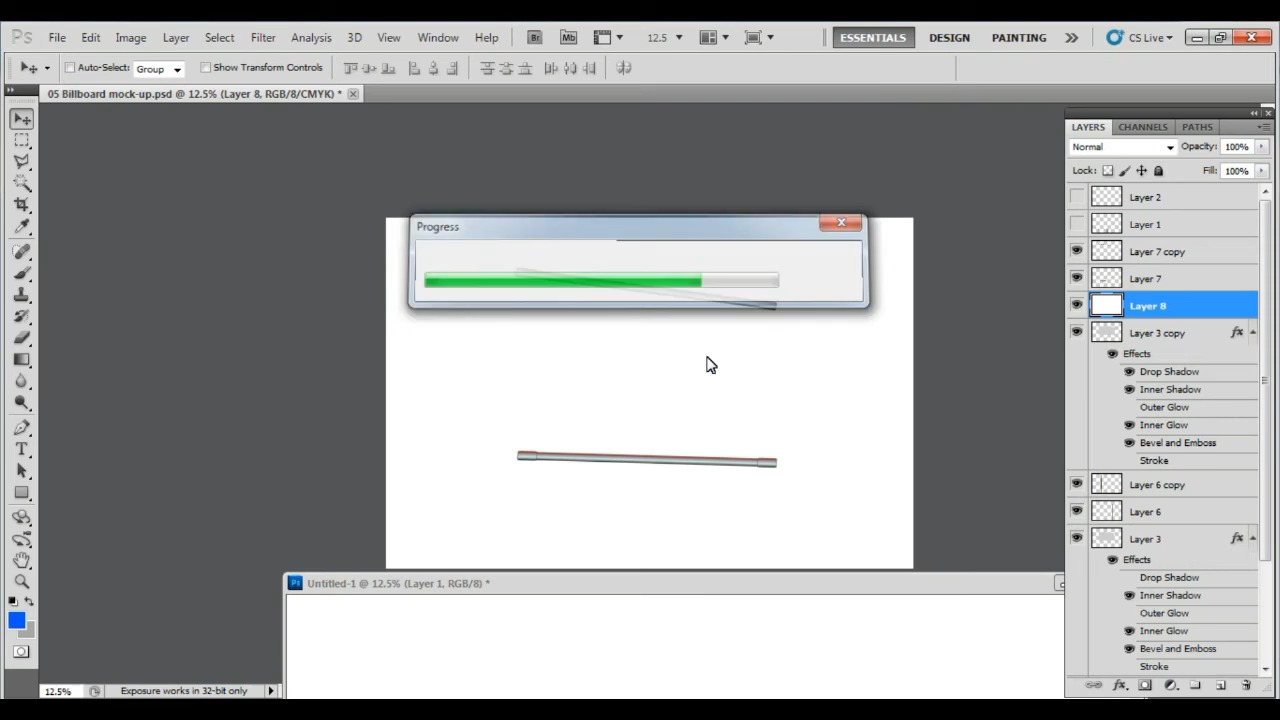 Ps File Edit Image Layer Select Filter Analysis 3D View Window Help Br Mb 12.5 ESSENTIALS DESIGN PAINTING CS Live
Auto-Select: Group Show Transform Controls
05 Billboard mock-up.psd @ 12.5% (Layer 8, RGB/8/CMYK) *
LAYERS CHANNELS PATHS
Normal Opacity: 100%
Lock: Fill: 100%
Layer 2
Layer 1
Layer 7 copy
Layer 7
Layer 8
Layer 3 copy fx
Effects
Drop Shadow
Inner Shadow
Outer Glow
Inner Glow
Bevel and Emboss
Stroke
Layer 6 copy
Layer 6
Layer 3 fx
Effects
Drop Shadow
Inner Shadow
Outer Glow
Inner Glow
Bevel and Emboss
Stroke
fx
Progress
T
Ps Untitled-1 @ 12.5% (Layer 1, RGB/8) *
12.5% Exposure works in 32-bit only